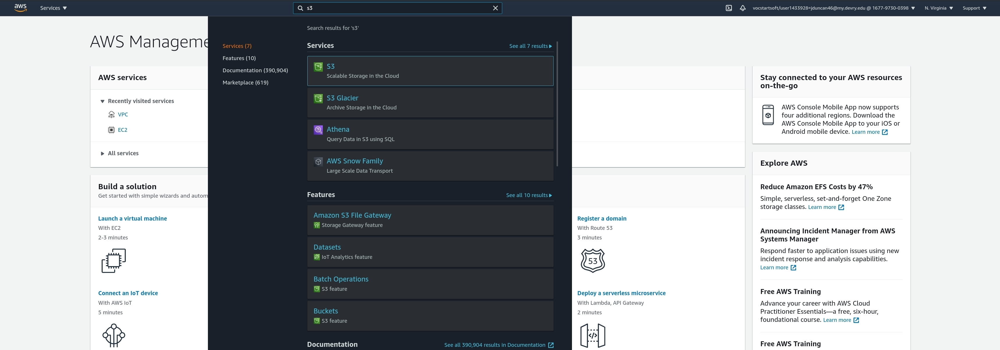 aws
Services
s3
vocstartsoft/user1433928=jduncan46@my.devry.edu @ 1677-9730-0398
N. Virginia
Support
AWS Manageme
AWS services
Recently visited services
VPC
EC2
All services
Build a solution
Get started with simple wizards and autom
Launch a virtual machine
With EC2
2-3 minutes
Connect an IoT device
With AWS IoT
5 minutes
Search results for 's3'
Services (7)
Features (10)
Documentation (390,904)
Marketplace (619)
Services
See all 7 results
S3
Scalable Storage in the Cloud
S3 Glacier
Archive Storage in the Cloud
Athena
Query Data in S3 using SQL
AWS Snow Family
Large Scale Data Transport
Features
See all 10 results
Amazon S3 File Gateway
Storage Gateway feature
Datasets
IoT Analytics feature
Batch Operations
S3 feature
Buckets
S3 feature
Documentation
See all 390,904 results in Documentation
Register a domain
With Route 53
3 minutes
53
Deploy a serverless microservice
With Lambda, API Gateway
2 minutes
</>
Stay connected to your AWS resources
on-the-go
AWS Console Mobile App now supports
four additional regions. Download the
AWS Console Mobile App to your iOS or
Android mobile device. Learn more
Explore AWS
Reduce Amazon EFS Costs by 47%
Simple, serverless, set-and-forget One Zone
storage classes. Learn more
Announcing Incident Manager from AWS
Systems Manager
Respond faster to application issues using new
incident response and analysis capabilities.
Learn more
Free AWS Training
Advance your career with AWS Cloud
Practitioner Essentials—a free, six-hour,
foundational course. Learn more
Free AWS Training